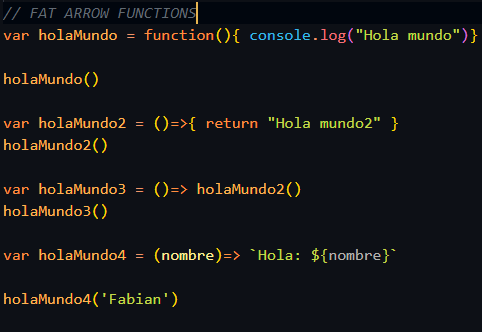 // FAT ARROW FUNCTIONS
var holaMundo = function(){ console.log("Hola mundo")}
holaMundo()
var holaMundo2 = ()=>{ return "Hola mundo2" }
holaMundo2()
var holaMundo3 = ()=> holaMundo2()
holaMundo3()
var holaMundo4 = (nombre)=> `Hola: ${nombre}`
holaMundo4('Fabian')